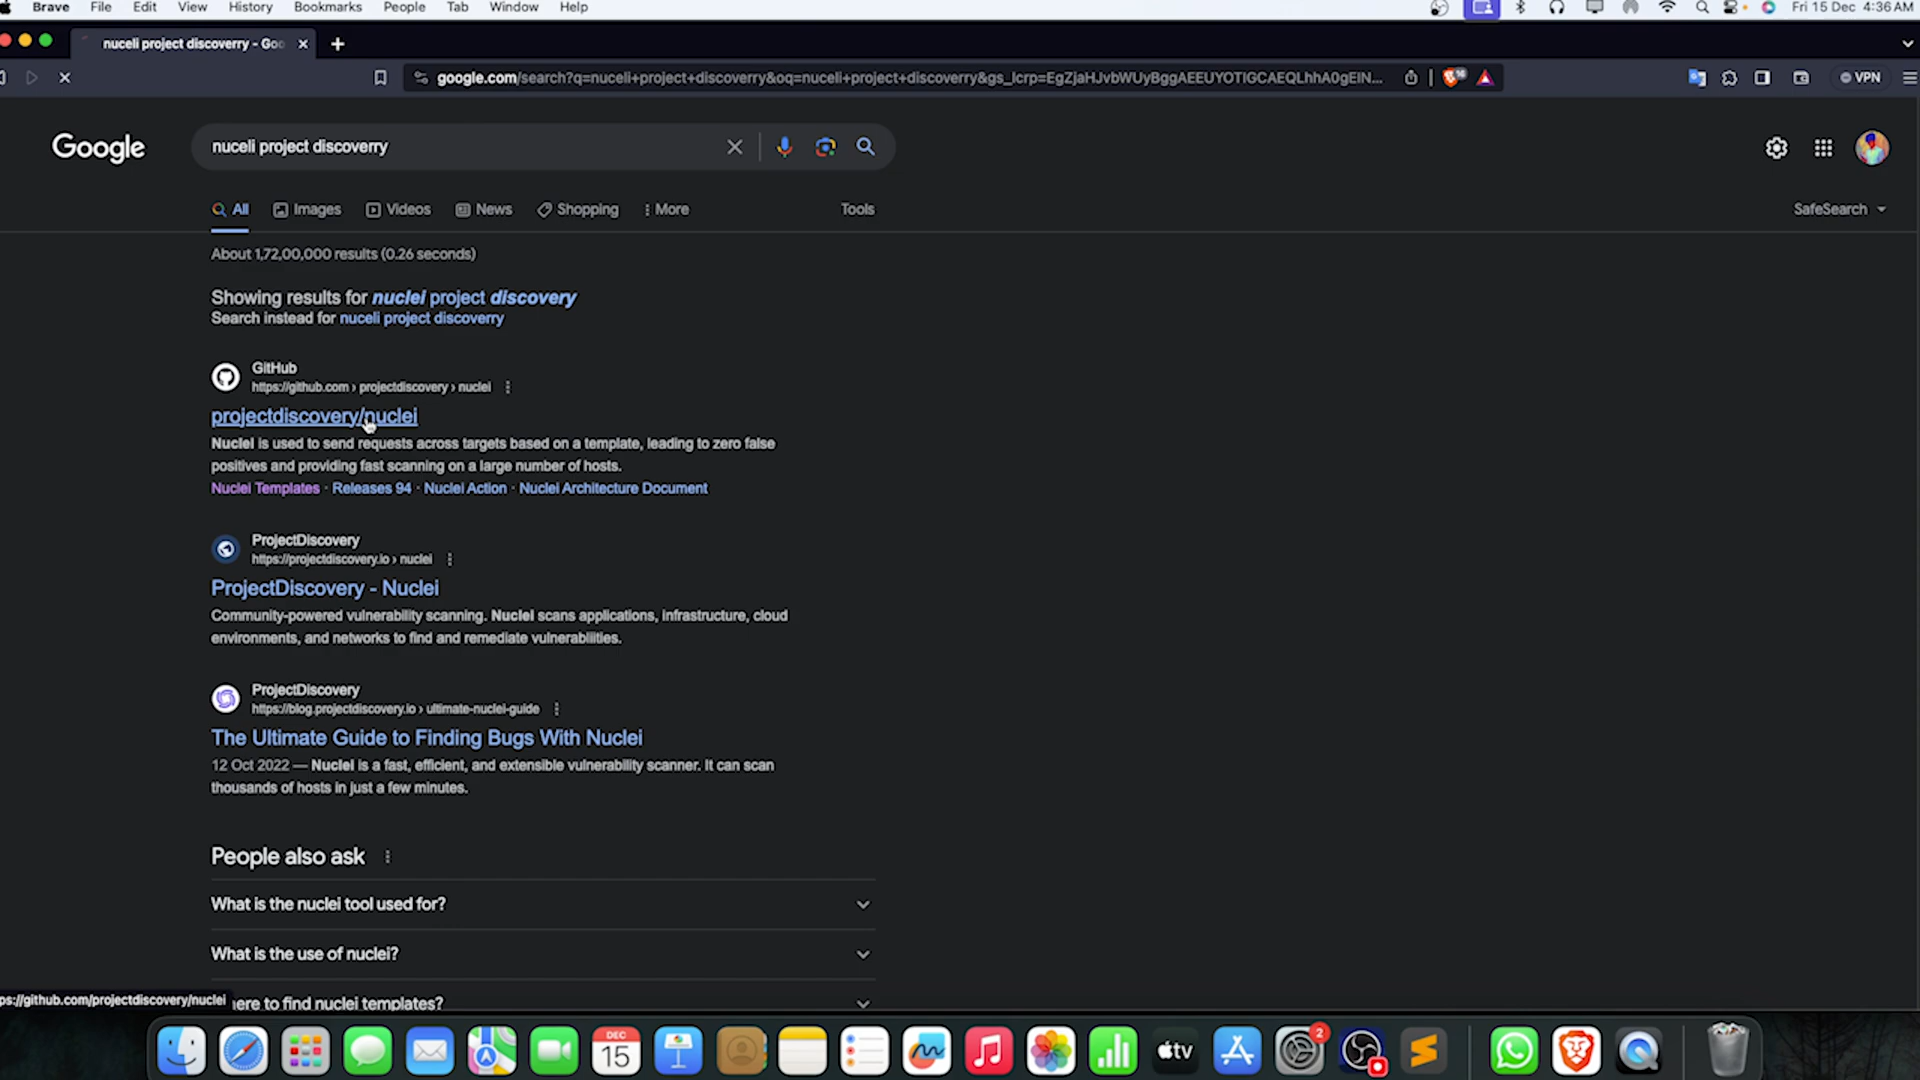 Brave File Edit View History Bookmarks People Tab Window Help Fri 15 Dec 4:36 AM
nuceli project discoverry - Goo
google.com/search?q=nuceli+project+discoverry&oq=nuceli+project+discoverry&gs_lcrp=EgZjaHJvbWUyBggAEEUYOTIGCAEQLhhA0gEIN... VPN
Google nuceli project discoverry
All Images Videos News Shopping More Tools SafeSearch
About 1,72,00,000 results (0.26 seconds)
Showing results for nuclei project discovery
Search instead for nuceli project discoverry
GitHub
https://github.com › projectdiscovery › nuclei
projectdiscovery/nuclei
Nuclei is used to send requests across targets based on a template, leading to zero false
positives and providing fast scanning on a large number of hosts.
Nuclei Templates · Releases 94 · Nuclei Action · Nuclei Architecture Document
ProjectDiscovery
https://projectdiscovery.io › nuclei
ProjectDiscovery - Nuclei
Community-powered vulnerability scanning. Nuclei scans applications, infrastructure, cloud
environments, and networks to find and remediate vulnerabilities.
ProjectDiscovery
https://blog.projectdiscovery.io › ultimate-nuclei-guide
The Ultimate Guide to Finding Bugs With Nuclei
12 Oct 2022 — Nuclei is a fast, efficient, and extensible vulnerability scanner. It can scan
thousands of hosts in just a few minutes.
People also ask
What is the nuclei tool used for?
What is the use of nuclei?
ps://github.com/projectdiscovery/nuclei here to find nuclei templates?
DEC
15
tv
2